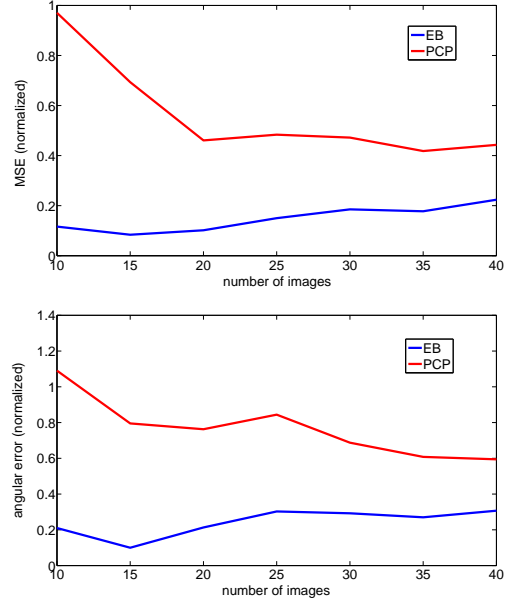 1
0.8
0.6
0.4
0.2
0
MSE (normalized)
EB
PCP
10 15 20 25 30 35 40
number of images
1.4
1.2
1
0.8
0.6
0.4
0.2
0
angular error (normalized)
EB
PCP
10 15 20 25 30 35 40
number of images